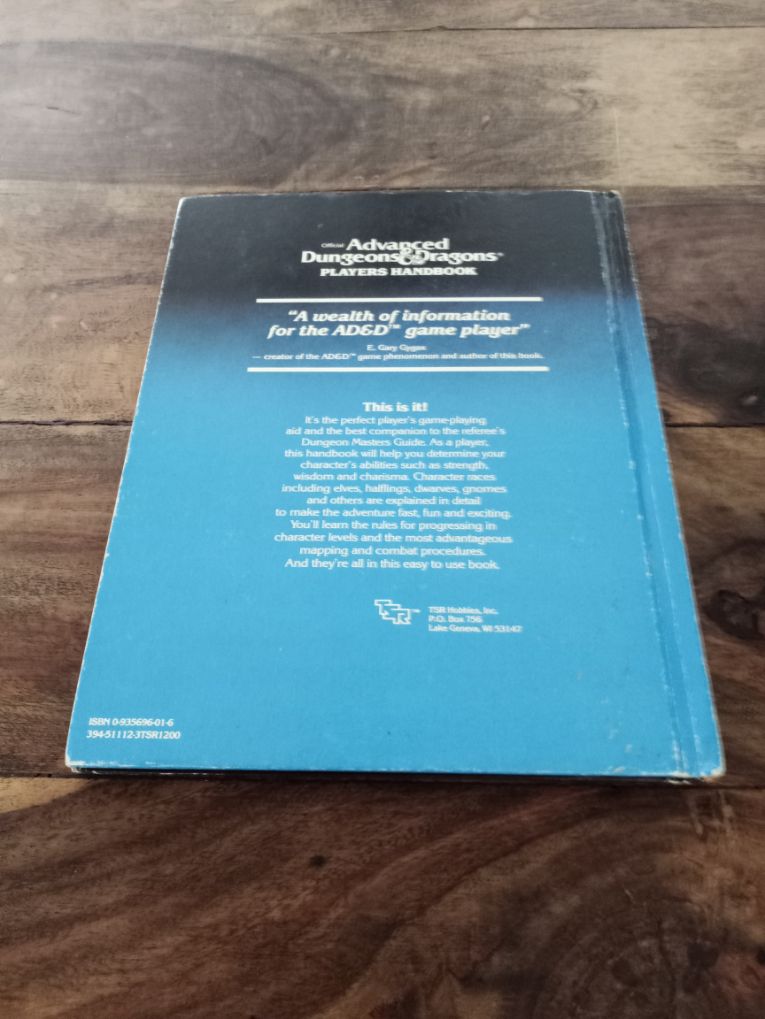 Official Advanced
Dungeons & Dragons®
PLAYERS HANDBOOK
"A wealth of information
for the AD&D™ game player"
E. Gary Gygax
— creator of the AD&D™ game phenomenon and author of this book.
This is it!
It's the perfect player's game-playing
aid and the best companion to the referee's
Dungeon Masters Guide. As a player,
this handbook will help you determine your
character's abilities such as strength,
wisdom and charisma. Character races
including elves, halflings, dwarves, gnomes
and others are explained in detail
to make the adventure fast, fun and exciting.
You'll learn the rules for progressing in
character levels and the most advantageous
mapping and combat procedures.
And they're all in this easy to use book.
TSR™ TSR Hobbies, Inc.
P.O. Box 756
Lake Geneva, WI 53147
ISBN 0-935696-01-6
394-51112-3TSR1200